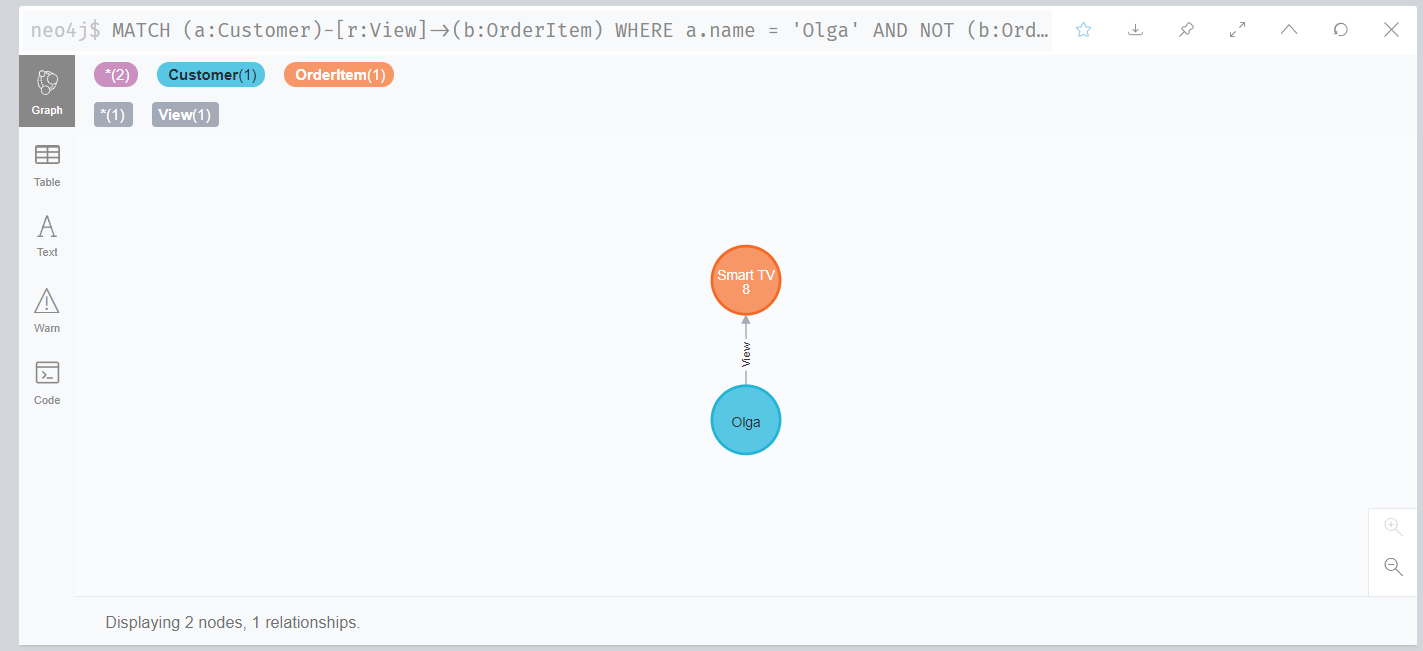 neo4j$ MATCH (a:Customer)-[r:View]→(b:OrderItem) WHERE a.name = 'Olga' AND NOT (b:Ord…
Graph
*(2) Customer(1) OrderItem(1)
*(1) View(1)
Table
Text
Warn
Code
Smart TV
8
View
Olga
Displaying 2 nodes, 1 relationships.